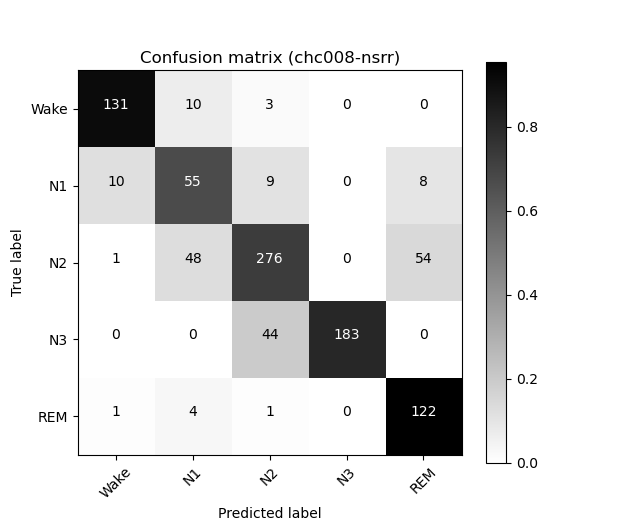 Confusion matrix (chc008-nsrr)
Wake 131 10 3 0 0
N1 10 55 9 0 8
N2 1 48 276 0 54
N3 0 0 44 183 0
REM 1 4 1 0 122
Wake N1 N2 N3 REM
True label
Predicted label
0.8
0.6
0.4
0.2
0.0